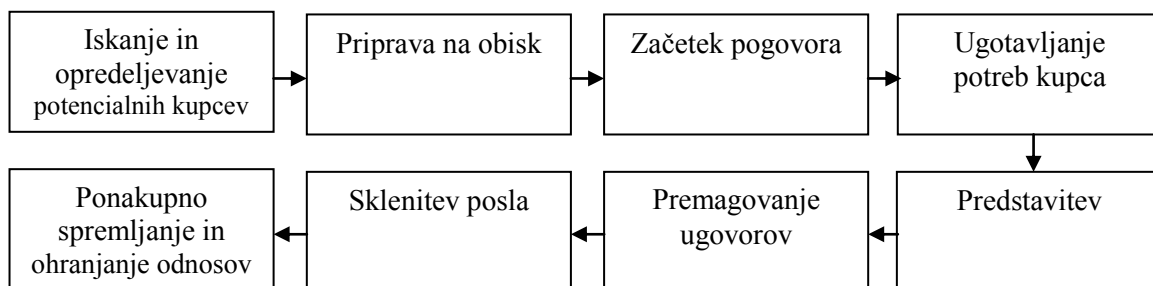 Iskanje in
opredeljevanje
potencialnih kupcev
Priprava na obisk
Začetek pogovora
Ugotavljanje
potreb kupca
Predstavitev
Premagovanje
ugovorov
Sklenitev posla
Ponakupno
spremljanje in
ohranjanje odnosov